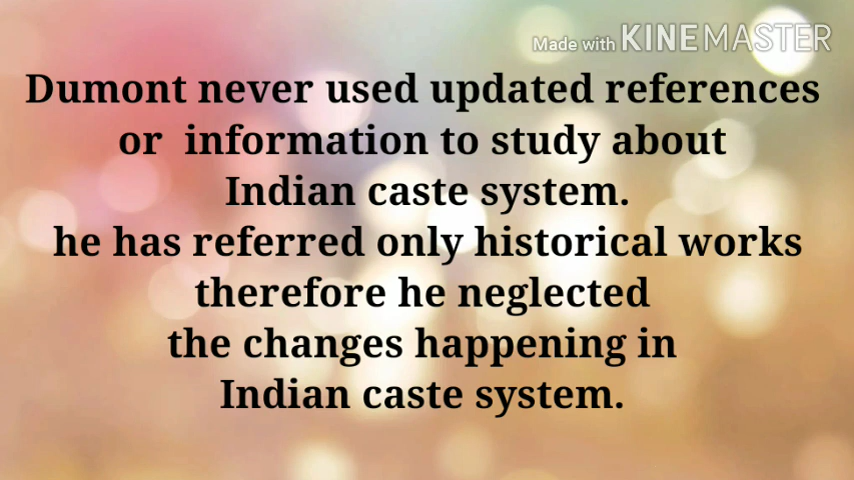 Made with KINEMASTER
Dumont never used updated references
or information to study about
Indian caste system.
he has referred only historical works
therefore he neglected
the changes happening in
Indian caste system.